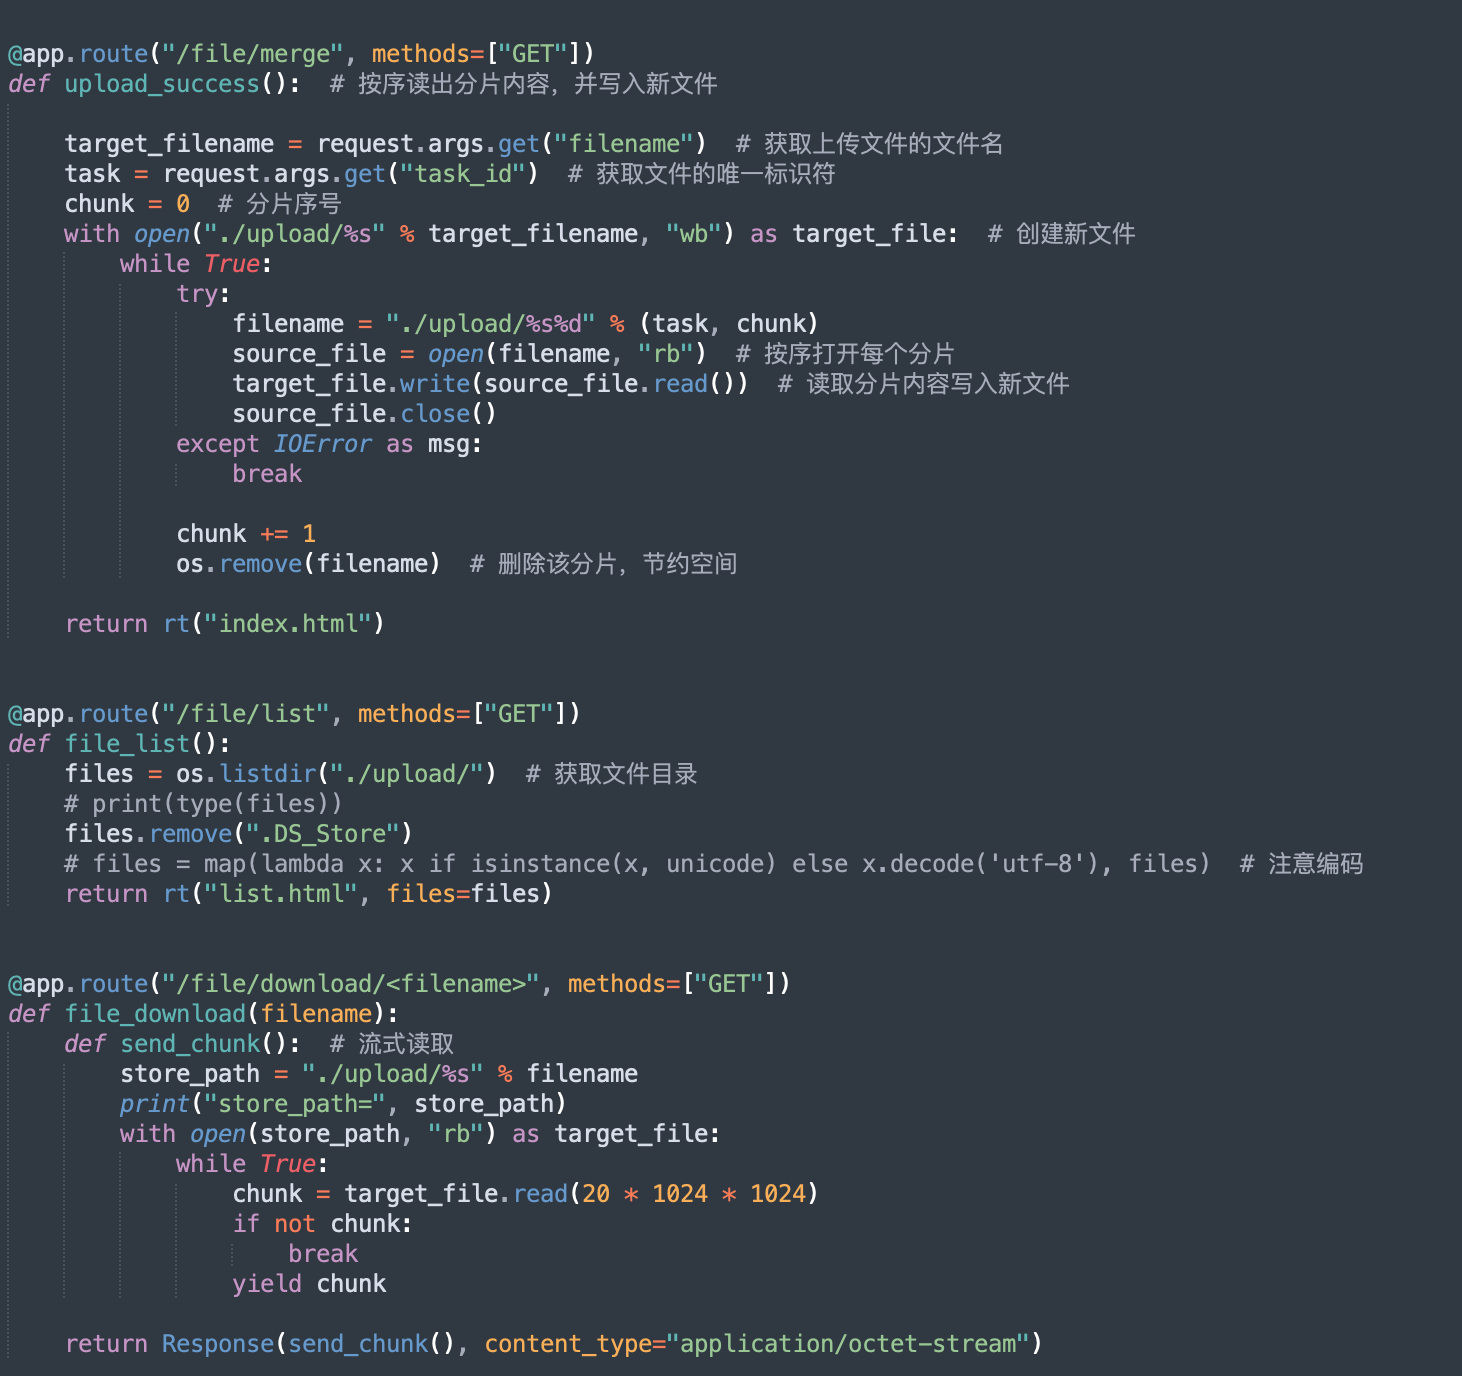 @app.route("/file/merge", methods=["GET"])
def upload_success():  # 按序读出分片内容，并写入新文件
    target_filename = request.args.get("filename")  # 获取上传文件的文件名
    task = request.args.get("task_id")  # 获取文件的唯一标识符
    chunk = 0  # 分片序号
    with open("./upload/%s" % target_filename, "wb") as target_file:  # 创建新文件
        while True:
            try:
                filename = "./upload/%s%d" % (task, chunk)
                source_file = open(filename, "rb")  # 按序打开每个分片
                target_file.write(source_file.read())  # 读取分片内容写入新文件
                source_file.close()
            except IOError as msg:
                break
            chunk += 1
            os.remove(filename)  # 删除该分片，节约空间
    return rt("index.html")
@app.route("/file/list", methods=["GET"])
def file_list():
    files = os.listdir("./upload/")  # 获取文件目录
    # print(type(files))
    files.remove(".DS_Store")
    # files = map(lambda x: x if isinstance(x, unicode) else x.decode('utf-8'), files)  # 注意编码
    return rt("list.html", files=files)
@app.route("/file/download/<filename>", methods=["GET"])
def file_download(filename):
    def send_chunk():  # 流式读取
        store_path = "./upload/%s" % filename
        print("store_path=", store_path)
        with open(store_path, "rb") as target_file:
            while True:
                chunk = target_file.read(20 * 1024 * 1024)
                if not chunk:
                    break
                yield chunk
    return Response(send_chunk(), content_type="application/octet-stream")